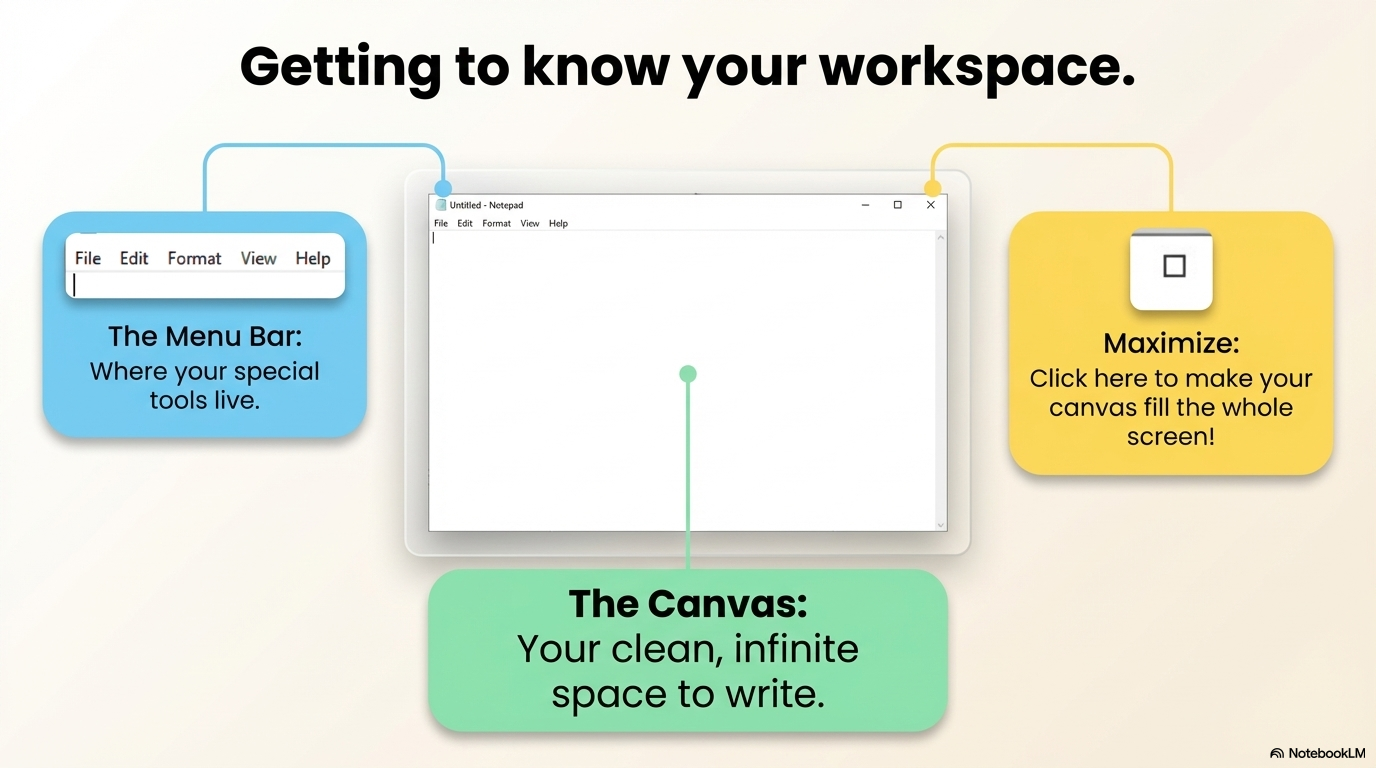 Getting to know your workspace.
Untitled - Notepad
File Edit Format View Help
File Edit Format View Help
The Menu Bar:
Where your special
tools live.
Maximize:
Click here to make your
canvas fill the whole
screen!
The Canvas:
Your clean, infinite
space to write.
NotebookLM